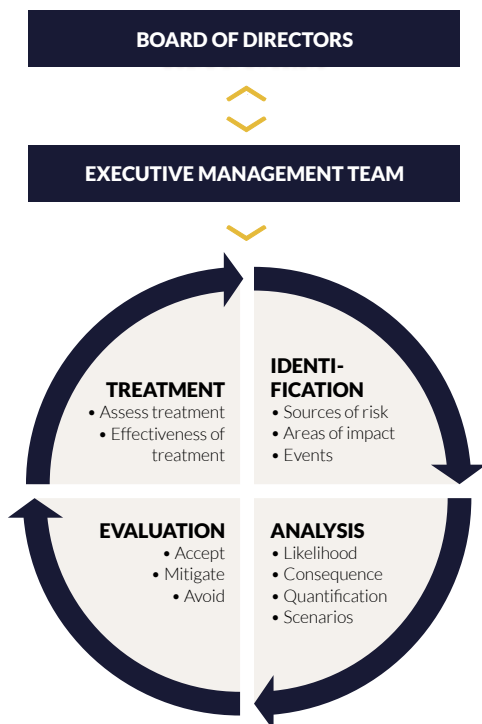 BOARD OF DIRECTORS
EXECUTIVE MANAGEMENT TEAM
TREATMENT
• Assess treatment
• Effectiveness of
treatment
IDENTI-
FICATION
• Sources of risk
• Areas of impact
• Events
EVALUATION
• Accept
• Mitigate
• Avoid
ANALYSIS
• Likelihood
• Consequence
• Quantification
• Scenarios